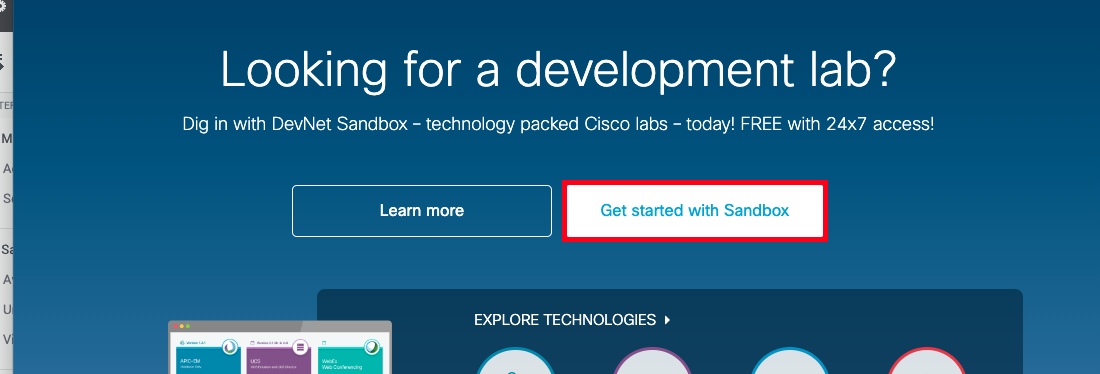 Looking for a development lab?
Dig in with DevNet Sandbox – technology packed Cisco labs – today! FREE with 24x7 access!
Learn more
Get started with Sandbox
EXPLORE TECHNOLOGIES
APIC-EM
UCS
WebEx
Web Conferencing